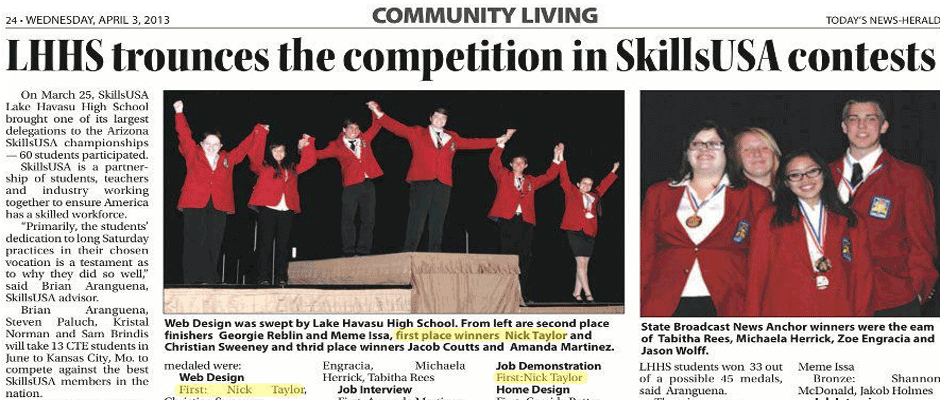 24 • WEDNESDAY, APRIL 3, 2013
COMMUNITY LIVING
TODAY'S NEWS-HERALD
LHHS trounces the competition in SkillsUSA contests
On March 25, SkillsUSA
Lake Havasu High School
brought one of its largest
delegations to the Arizona
SkillsUSA championships
— 60 students participated.
SkillsUSA is a partner-
ship of students, teachers
and industry working
together to ensure America
has a skilled workforce.
"Primarily, the students'
dedication to long Saturday
practices in their chosen
vocation is a testament as
to why they did so well,"
said Brian Aranguena,
SkillsUSA advisor.
Brian Aranguena,
Steven Paluch, Kristal
Norman and Sam Brindis
will take 13 CTE students in
June to Kansas City, Mo. to
compete against the best
SkillsUSA members in the
nation.
Web Design was swept by Lake Havasu High School. From left are second place
finishers Georgie Reblin and Meme Issa, first place winners Nick Taylor and
Christian Sweeney and thrid place winners Jacob Coutts and Amanda Martinez.
medaled were:
Web Design
First: Nick Taylor,
Engracia, Michaela
Herrick, Tabitha Rees
Job Interview
Job Demonstration
First:Nick Taylor
Home Design
State Broadcast News Anchor winners were the eam
of Tabitha Rees, Michaela Herrick, Zoe Engracia and
Jason Wolff.
LHHS students won 33 out
of a possible 45 medals,
said Aranguena.
Meme Issa
Bronze: Shannon
McDonald, Jakob Holmes